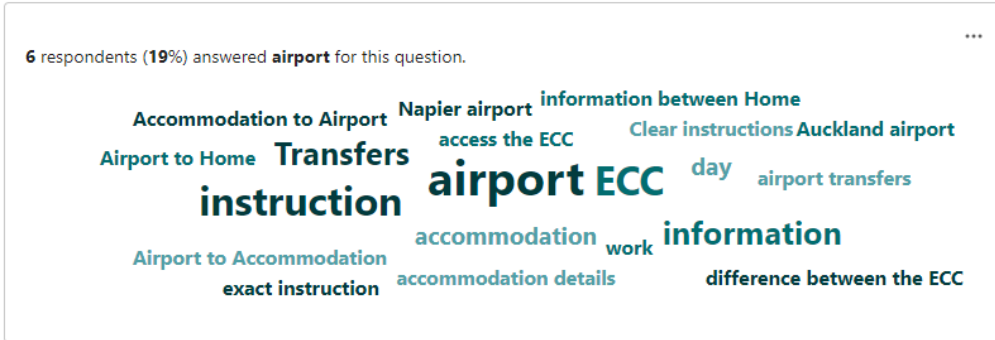 ...
6 respondents (19%) answered airport for this question.
information between Home
Napier airport
Accommodation to Airport
Clear instructions Auckland airport
access the ECC
Transfers
Airport to Home
day
airport ECC
airport transfers
instruction
information
accommodation
work
Airport to Accommodation
accommodation details
difference between the ECC
exact instruction